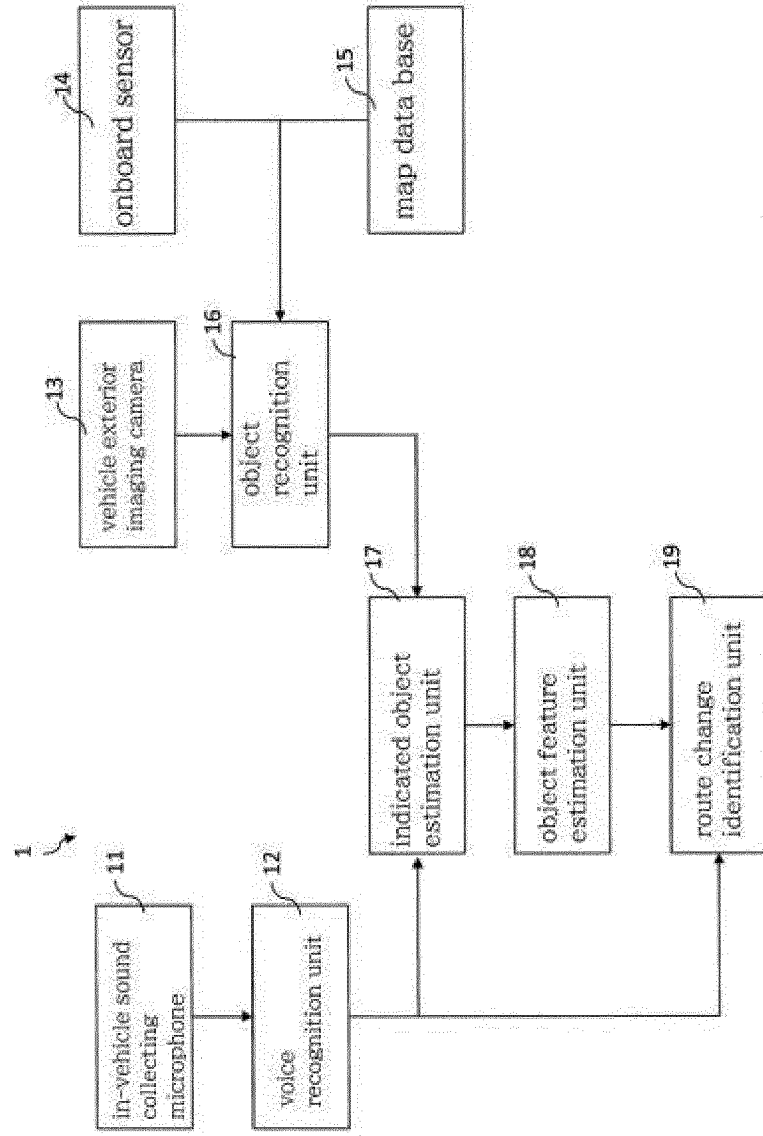 1
11
in-vehicle sound
collecting
microphone
12
voice
recognition unit
13
vehicle exterior
imaging camera
14
onboard sensor
15
map data base
16
object
recognition
unit
17
indicated object
estimation unit
18
object feature
estimation unit
19
route change
identification unit